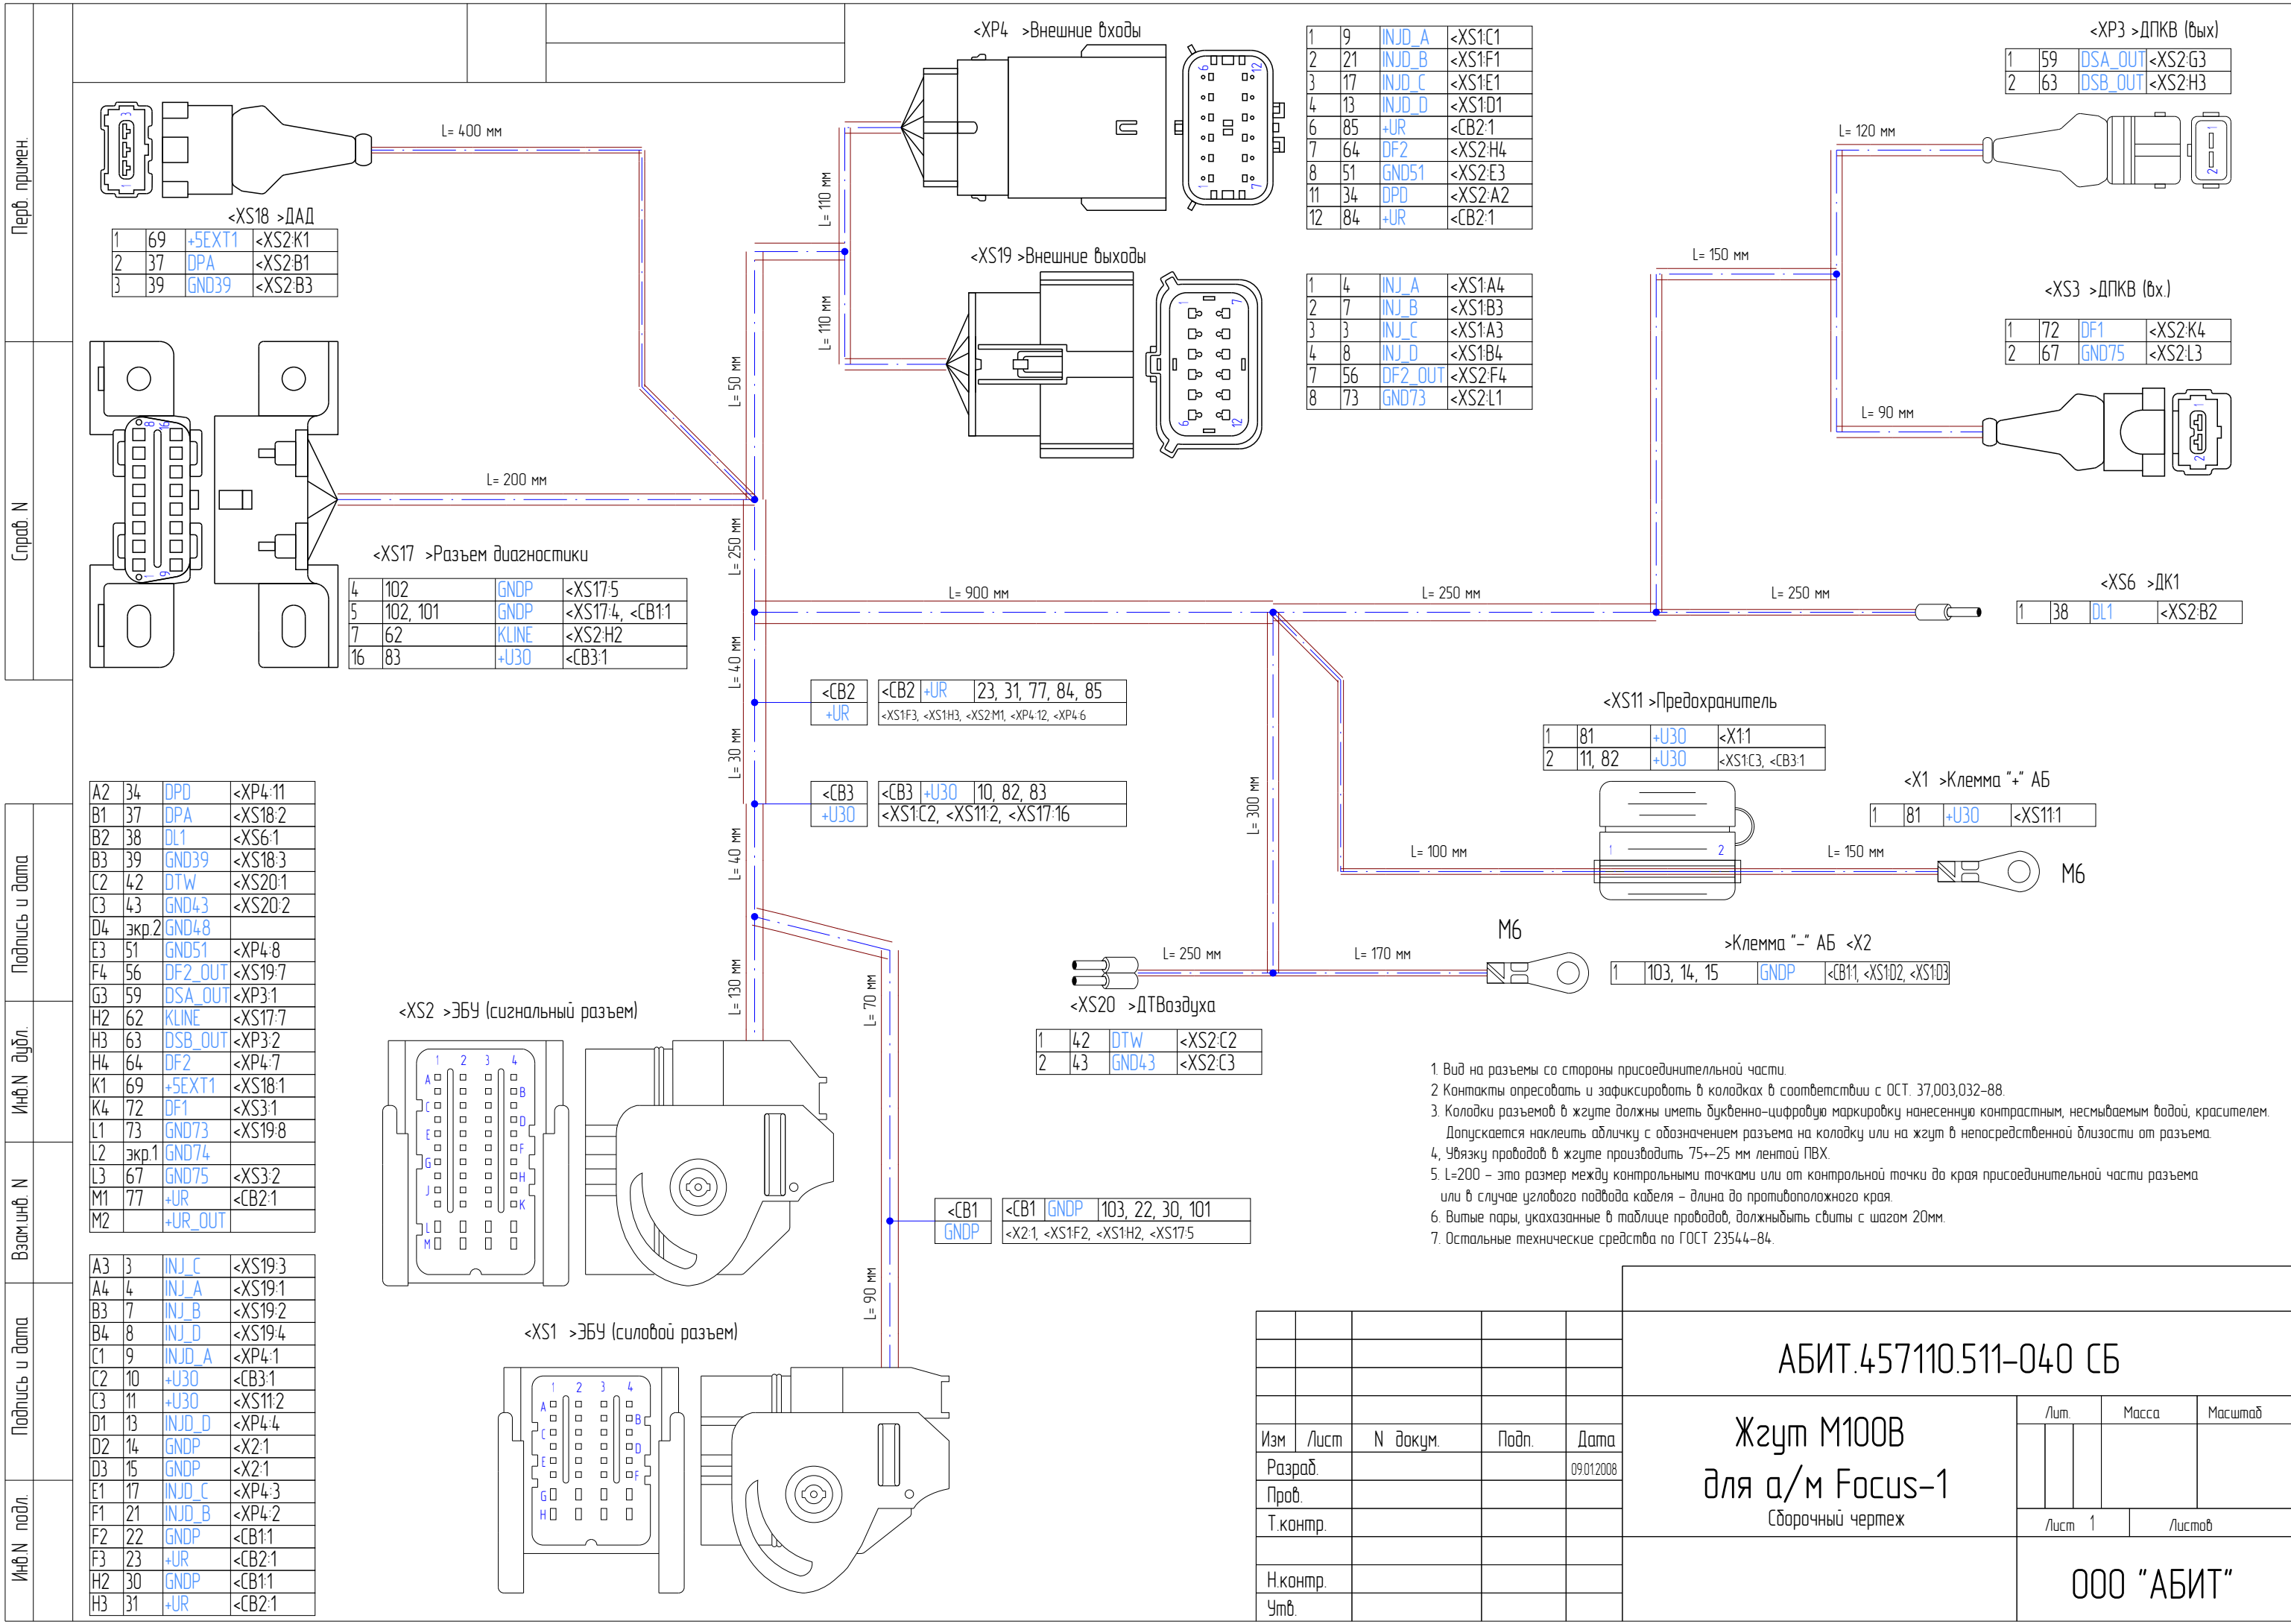 Перв. примен.
Справ. N
Подпись и дата
Инв.N дубл.
Взам.инв. N
Подпись и дата
Инв.N подл.
<XS18 >ДАД
1 69 +5EXT1 <XS2:K1
2 37 DPA <XS2:B1
3 39 GND39 <XS2:B3
L= 400 мм
<XP4 >Внешние входы
1 9 INJD_A <XS1:C1
2 21 INJD_B <XS1:F1
3 17 INJD_C <XS1:E1
4 13 INJD_D <XS1:D1
6 85 +UR <CB2:1
7 64 DF2 <XS2:H4
8 51 GND51 <XS2:E3
11 34 DPD <XS2:A2
12 84 +UR <CB2:1
L= 110 мм
<XS19 >Внешние выходы
1 4 INJ_A <XS1:A4
2 7 INJ_B <XS1:B3
3 3 INJ_C <XS1:A3
4 8 INJ_D <XS1:B4
7 56 DF2_OUT <XS2:F4
8 73 GND73 <XS2:L1
L= 110 мм
L= 50 мм
<XP3 >ДПКВ (вых)
1 59 DSA_OUT <XS2:G3
2 63 DSB_OUT <XS2:H3
L= 120 мм
L= 150 мм
<XS3 >ДПКВ (вх.)
1 72 DF1 <XS2:K4
2 67 GND75 <XS2:L3
L= 90 мм
L= 200 мм
<XS17 >Разъем диагностики
4 102 GNDP <XS17:5
5 102, 101 GNDP <XS17:4, <CB1:1
7 62 KLINE <XS2:H2
16 83 +U30 <CB3:1
L= 250 мм
L= 900 мм
L= 250 мм
L= 250 мм
<XS6 >ДК1
1 38 DL1 <XS2:B2
L= 40 мм
<CB2
+UR
<CB2 +UR 23, 31, 77, 84, 85
<XS1:F3, <XS1:H3, <XS2:M1, <XP4:12, <XP4:6
L= 30 мм
<CB3
+U30
<CB3 +U30 10, 82, 83
<XS1:C2, <XS11:2, <XS17:16
L= 40 мм
<XS11 >Предохранитель
1 81 +U30 <X1:1
2 11, 82 +U30 <XS1:C3, <CB3:1
<X1 >Клемма "+" АБ
1 81 +U30 <XS11:1
L= 100 мм
1 2
L= 150 мм
M6
L= 300 мм
L= 250 мм
L= 170 мм
M6
>Клемма "-" АБ <X2
1 103, 14, 15 GNDP <CB1:1, <XS1:D2, <XS1:D3
<XS20 >ДТВоздуха
1 42 DTW <XS2:C2
2 43 GND43 <XS2:C3
A2 34 DPD <XP4:11
B1 37 DPA <XS18:2
B2 38 DL1 <XS6:1
B3 39 GND39 <XS18:3
C2 42 DTW <XS20:1
C3 43 GND43 <XS20:2
D4 экр.2 GND48
E3 51 GND51 <XP4:8
F4 56 DF2_OUT <XS19:7
G3 59 DSA_OUT <XP3:1
H2 62 KLINE <XS17:7
H3 63 DSB_OUT <XP3:2
H4 64 DF2 <XP4:7
K1 69 +5EXT1 <XS18:1
K4 72 DF1 <XS3:1
L1 73 GND73 <XS19:8
L2 экр.1 GND74
L3 67 GND75 <XS3:2
M1 77 +UR <CB2:1
M2 +UR_OUT
<XS2 >ЭБУ (сигнальный разъем)
1 2 3 4
A
B
C
D
E
F
G
H
J
K
L
M
L= 130 мм
L= 70 мм
<CB1
GNDP
<CB1 GNDP 103, 22, 30, 101
<X2:1, <XS1:F2, <XS1:H2, <XS17:5
L= 90 мм
A3 3 INJ_C <XS19:3
A4 4 INJ_A <XS19:1
B3 7 INJ_B <XS19:2
B4 8 INJ_D <XS19:4
C1 9 INJD_A <XP4:1
C2 10 +U30 <CB3:1
C3 11 +U30 <XS11:2
D1 13 INJD_D <XP4:4
D2 14 GNDP <X2:1
D3 15 GNDP <X2:1
E1 17 INJD_C <XP4:3
F1 21 INJD_B <XP4:2
F2 22 GNDP <CB1:1
F3 23 +UR <CB2:1
H2 30 GNDP <CB1:1
H3 31 +UR <CB2:1
<XS1 >ЭБУ (силовой разъем)
1 2 3 4
A
B
C
D
E
F
G
H
1. Вид на разъемы со стороны присоединителльной части.
2 Контакты опресовать и зафиксировоть в колодках в соответствии с ОСТ. 37,003,032-88.
3. Колодки разъемов в жгуте должны иметь буквенно-цифровую маркировку нанесенную контрастным, несмываемым водой, красителем.
Допускается наклеить абличку с обозначением разъема на колодку или на жгут в непосредственной близости от разъема.
4, Увязку проводов в жгуте производить 75+-25 мм лентой ПВХ.
5. L=200 - это размер между контрольными точками или от контрольной точки до края присоединительной части разъема
или в случае углового подвода кабеля - длина до противоположного края.
6. Витые пары, укахазанные в таблице проводов, должныбыть свиты с шагом 20мм.
7. Остальные технические средства по ГОСТ 23544-84.
АБИТ.457110.511-040 СБ
Изм Лист N докум. Подп. Дата
Разраб. 09.01.2008
Пров.
Т.контр.
Н.контр.
Утв.
Жгут М100В
для а/м Focus-1
Сборочный чертеж
Лит. Масса Масштаб
Лист 1 Листов
ООО "АБИТ"